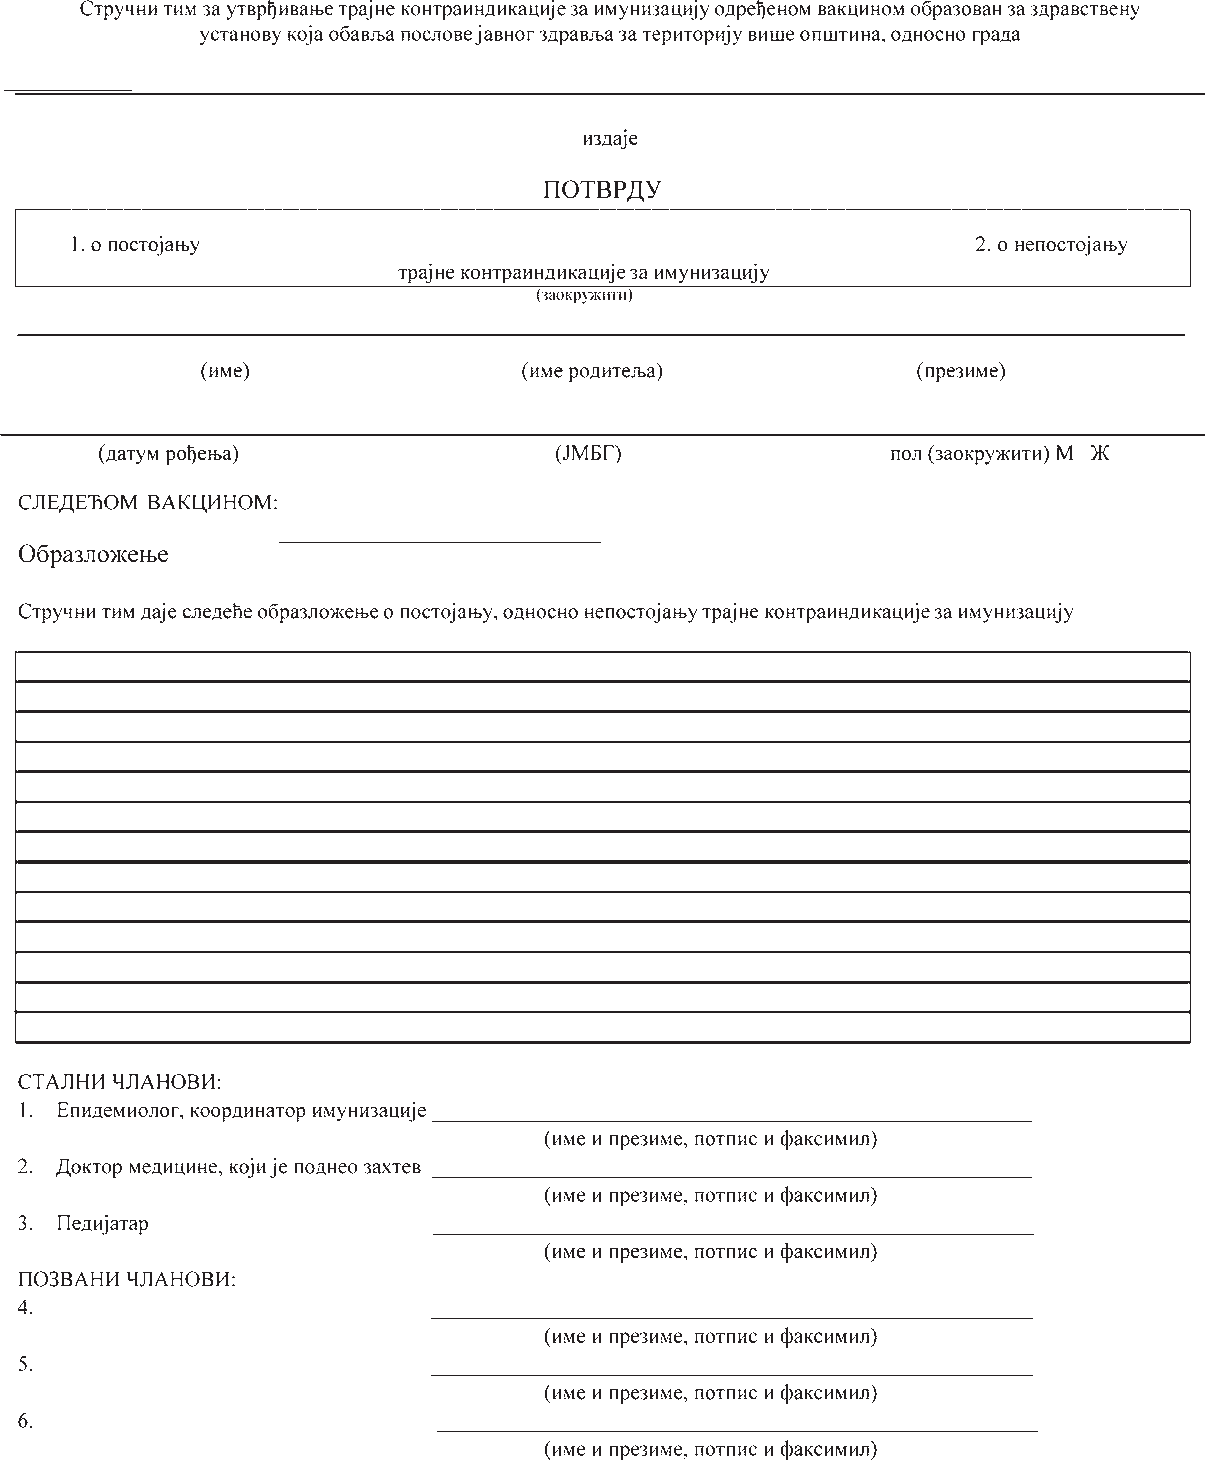 Стручни тим за утврђивање трајне контраиндикације за имунизацију одређеном вакцином образован за здравствену
установу која обавља послове јавног здравља за територију више општина, односно града
издаје
ПОТВРДУ
1. о постојању 2. о непостојању
трајне контраиндикације за имунизацију
(заокружити)
(име) (име родитеља) (презиме)
(датум рођења) (ЈМБГ) пол (заокружити) М Ж
СЛЕДЕЋОМ ВАКЦИНОМ:
Образложење
Стручни тим даје следеће образложење о постојању, односно непостојању трајне контраиндикације за имунизацију
СТАЛНИ ЧЛАНОВИ:
1. Епидемиолог, координатор имунизације
(име и презиме, потпис и факсимил)
2. Доктор медицине, који је поднео захтев
(име и презиме, потпис и факсимил)
3. Педијатар
(име и презиме, потпис и факсимил)
ПОЗВАНИ ЧЛАНОВИ:
4.
(име и презиме, потпис и факсимил)
5.
(име и презиме, потпис и факсимил)
6.
(име и презиме, потпис и факсимил)